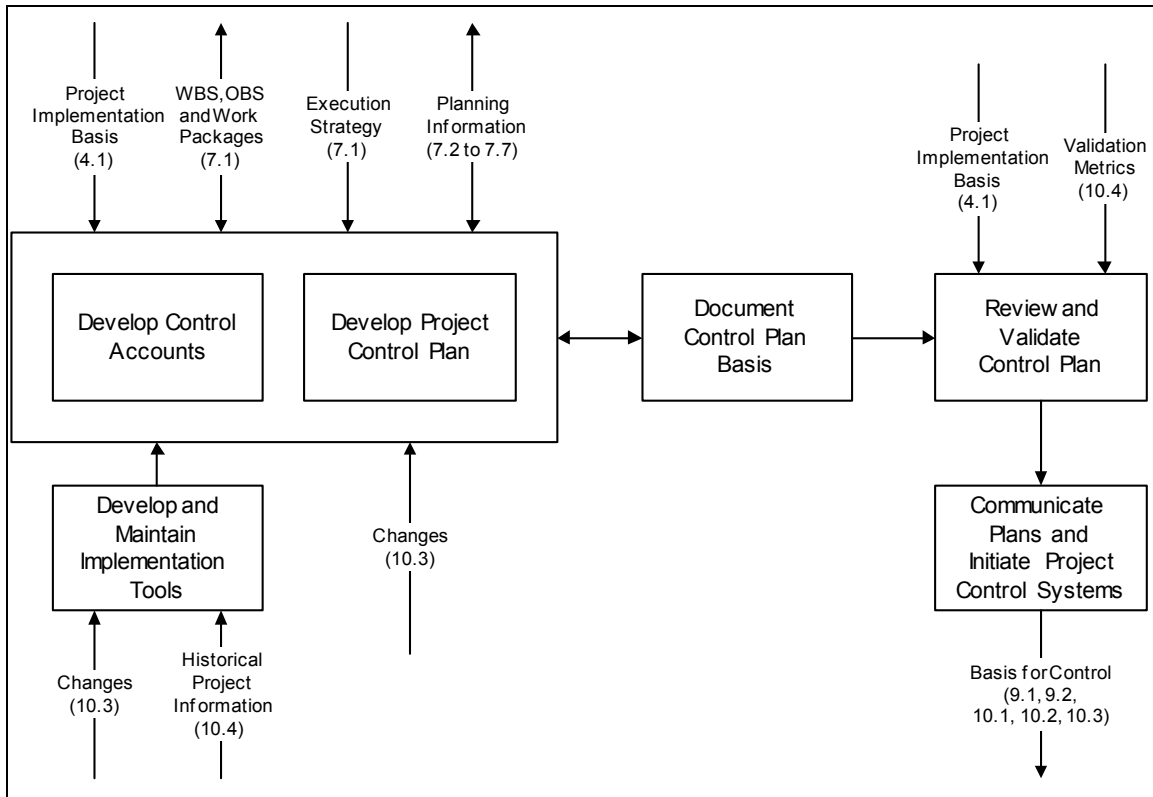 Project
Implementation
Basis
(4.1)
WBS, OBS
and Work
Packages
(7.1)
Execution
Strategy
(7.1)
Planning
Information
(7.2 to 7.7)
Project
Implementation
Basis
(4.1)
Validation
Metrics
(10.4)
Develop Control
Accounts
Develop Project
Control Plan
Document
Control Plan
Basis
Review and
Validate
Control Plan
Develop and
Maintain
Implementation
Tools
Changes
(10.3)
Communicate
Plans and
Initiate Project
Control Systems
Changes
(10.3)
Historical
Project
Information
(10.4)
Basis for Control
(9.1, 9.2,
10.1, 10.2, 10.3)